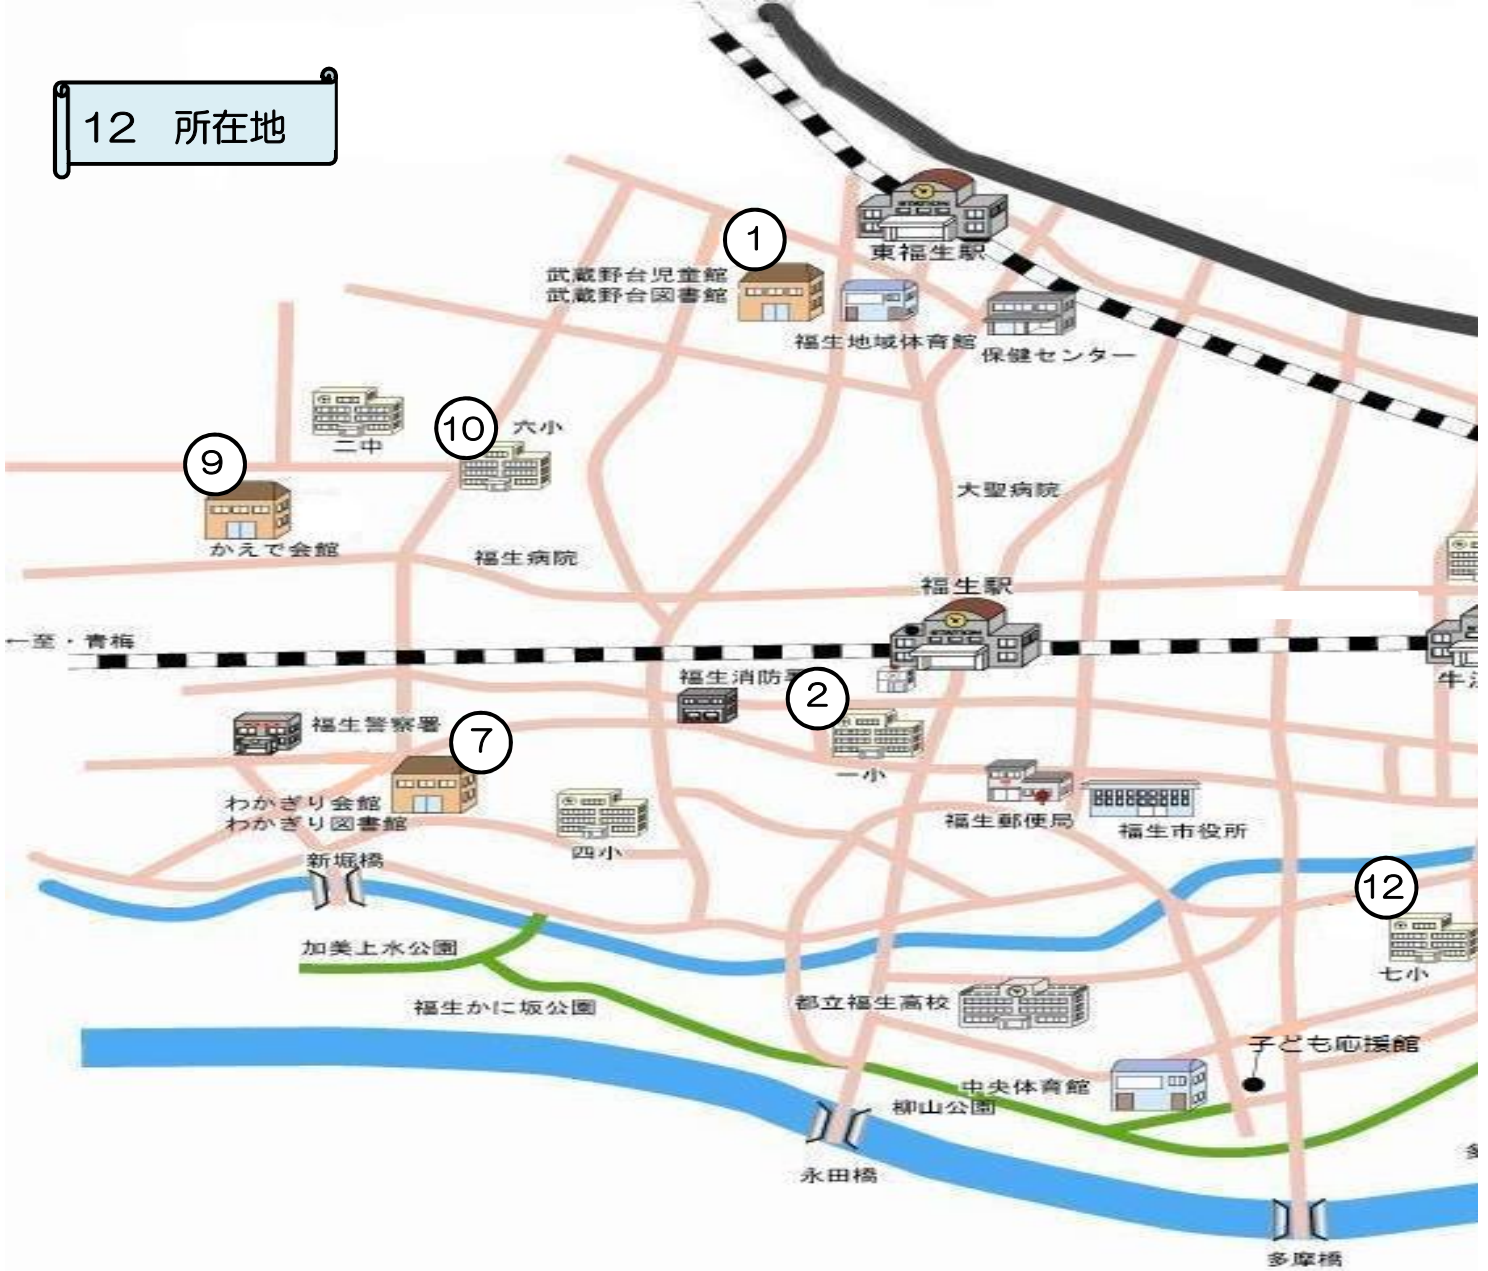 12 所在地
東福生駅
①
武蔵野台児童館
武蔵野台図書館
福生地域体育館
保健センター
二中
⑩
六小
⑨
かえで会館
福生病院
大聖病院
福生駅
←至・青梅
福生消防
②
福生警察署
⑦
一小
わかぎり会館
わかぎり図書館
四小
福生郵便局
福生市役所
新堀橋
⑫
七小
加美上水公園
福生かに坂公園
都立福生高校
子ども応援館
中央体育館
柳山公園
永田橋
多摩橋